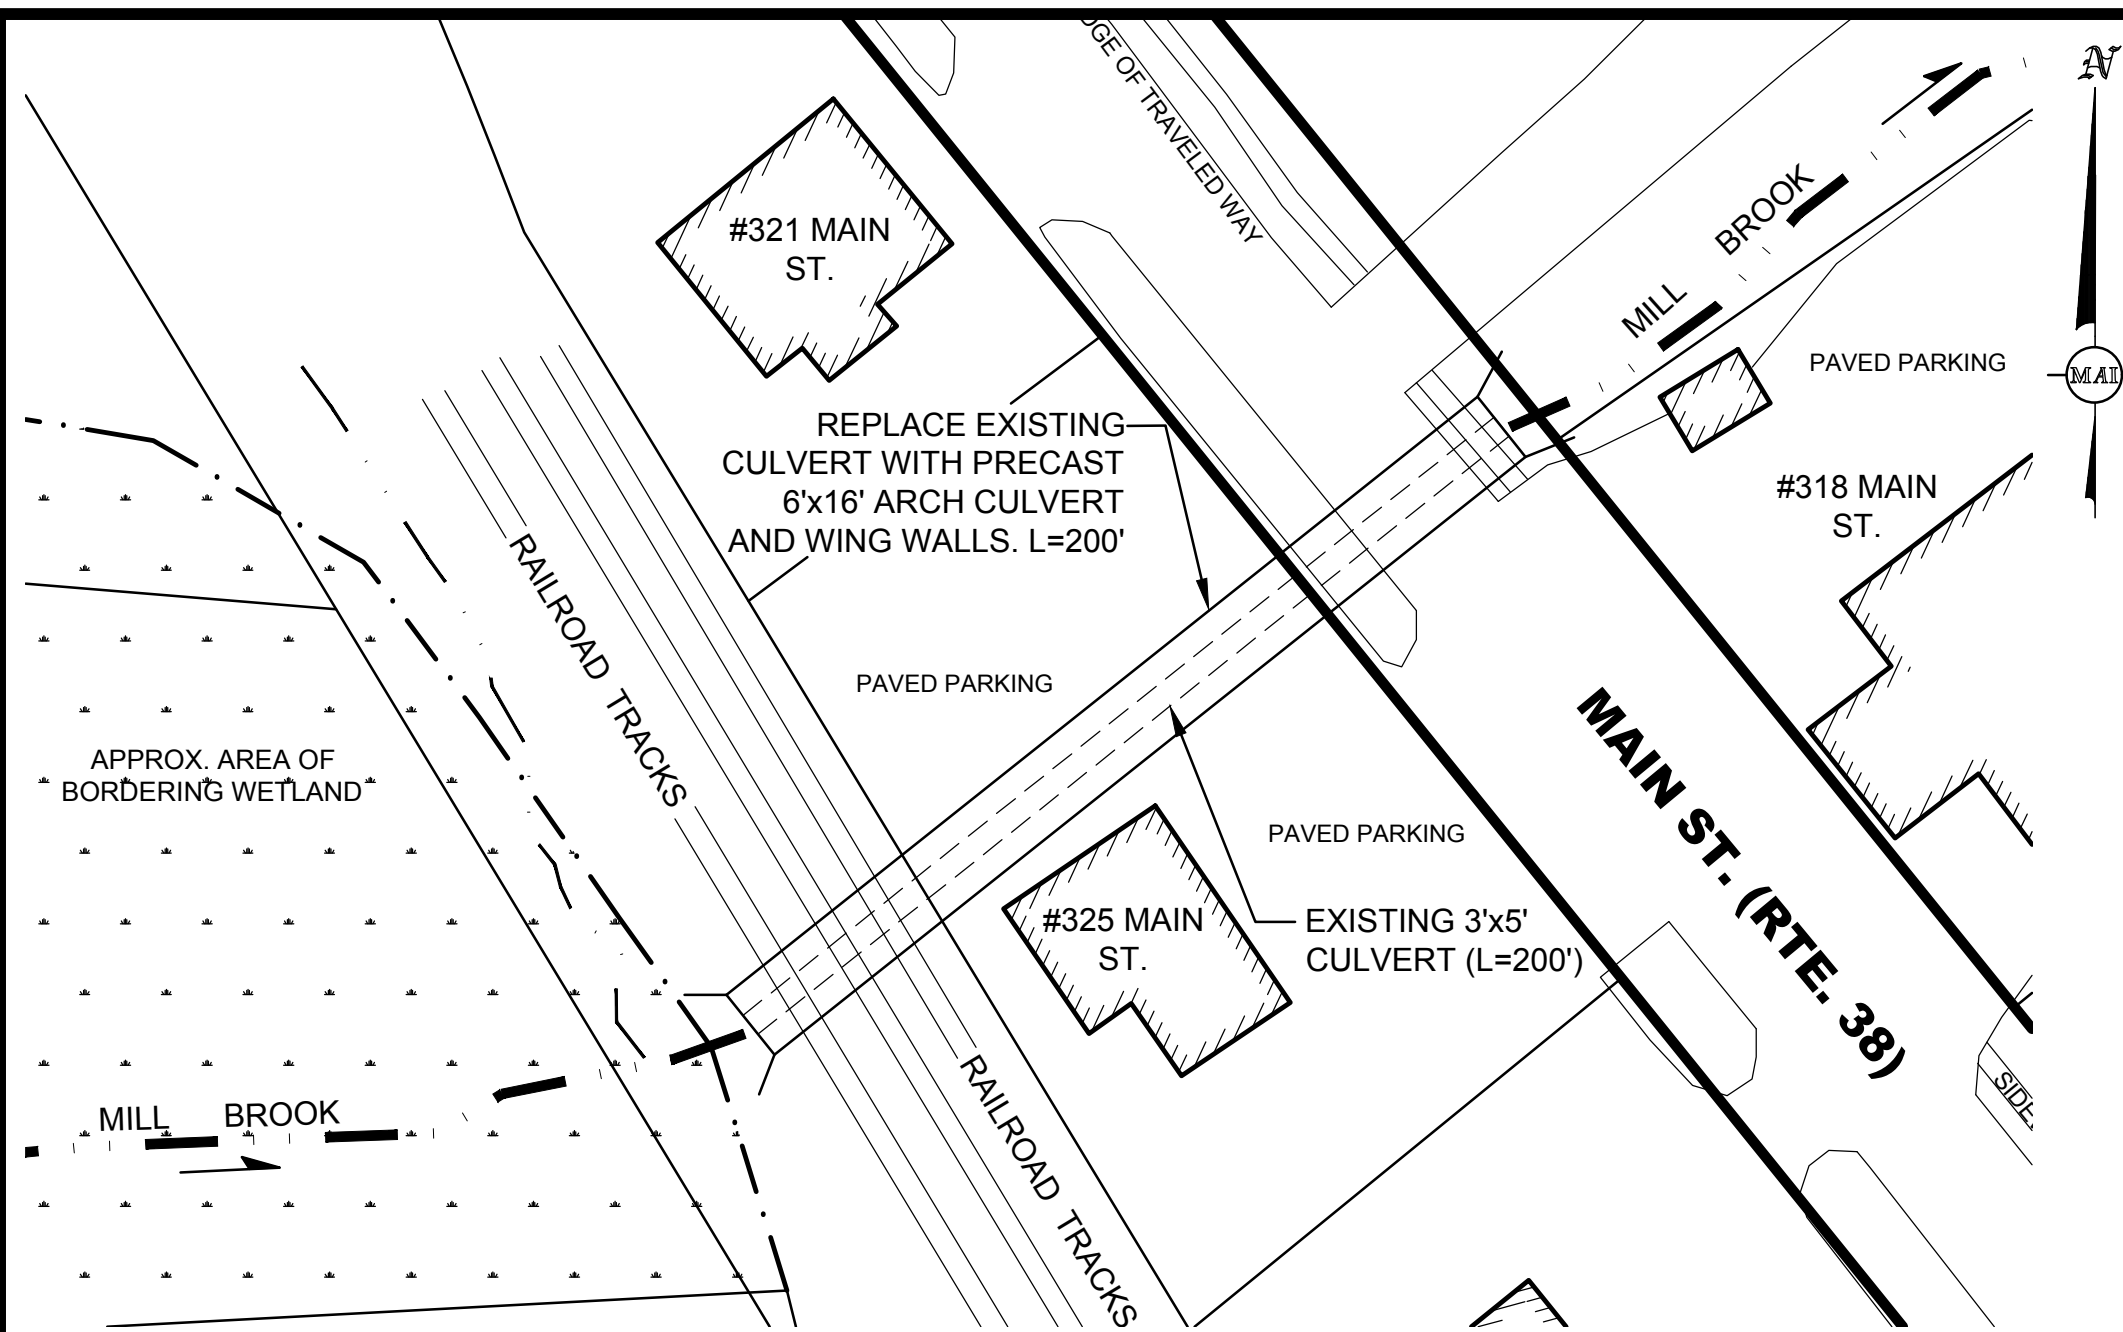 N
DGE OF TRAVELED WAY
#321 MAIN
ST.
MILL BROOK
PAVED PARKING
MAI
REPLACE EXISTING
CULVERT WITH PRECAST
6'x16' ARCH CULVERT
AND WING WALLS. L=200'
#318 MAIN
ST.
RAILROAD TRACKS
PAVED PARKING
APPROX. AREA OF
BORDERING WETLAND
MAIN ST. (RTE. 38)
PAVED PARKING
#325 MAIN
ST.
EXISTING 3'x5'
CULVERT (L=200')
MILL BROOK
RAILROAD TRACKS
SIDE